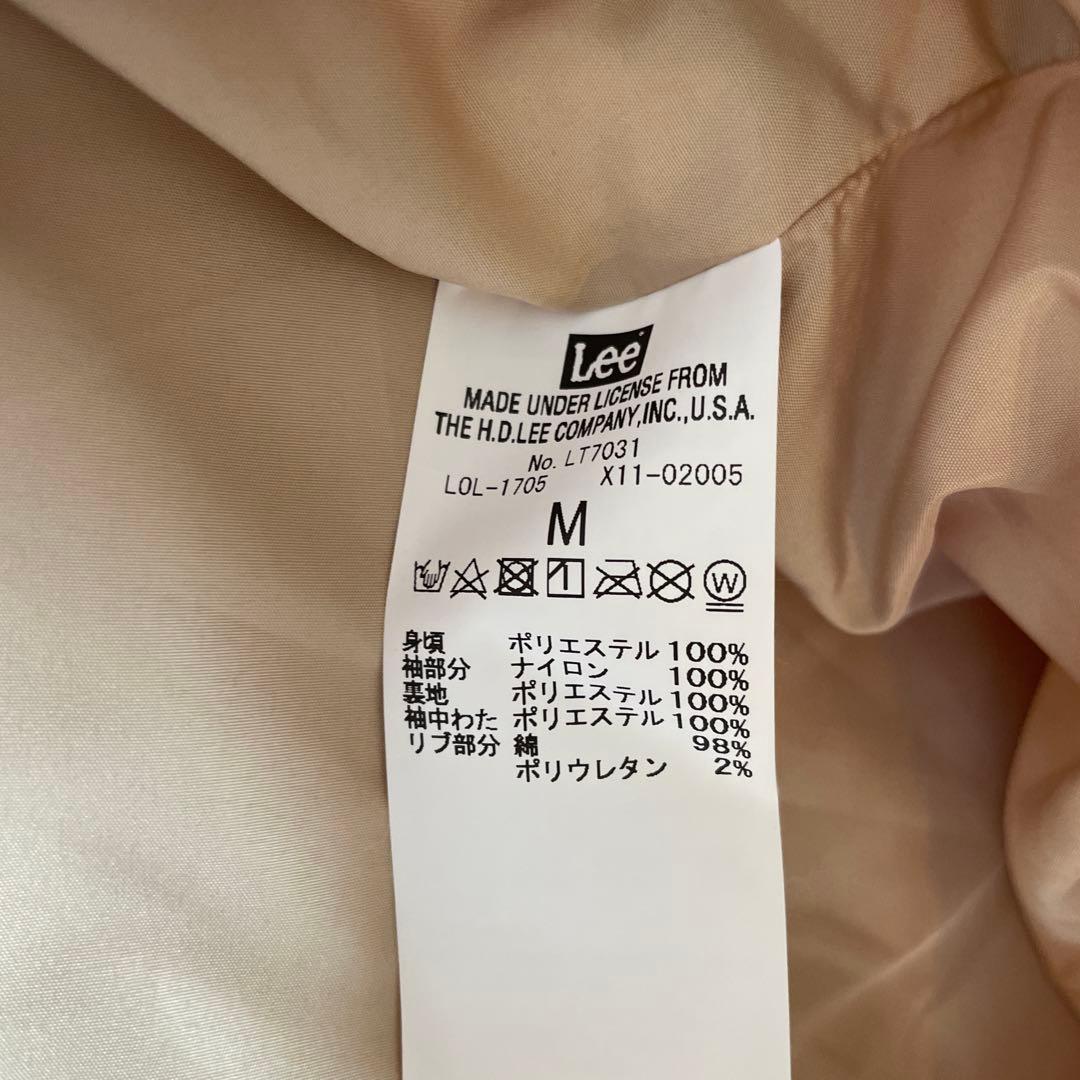 Lee
MADE UNDER LICENSE FROM
THE H.D.LEE COMPANY,INC.,U.S.A.
No. LT7031
LOL-1705 X11-02005
M
W
身頃 ポリエステル 100%
袖部分 ナイロン 100%
裏地 ポリエステル 100%
袖中わた ポリエステル 100%
リブ部分 綿 98%
ポリウレタン 2%